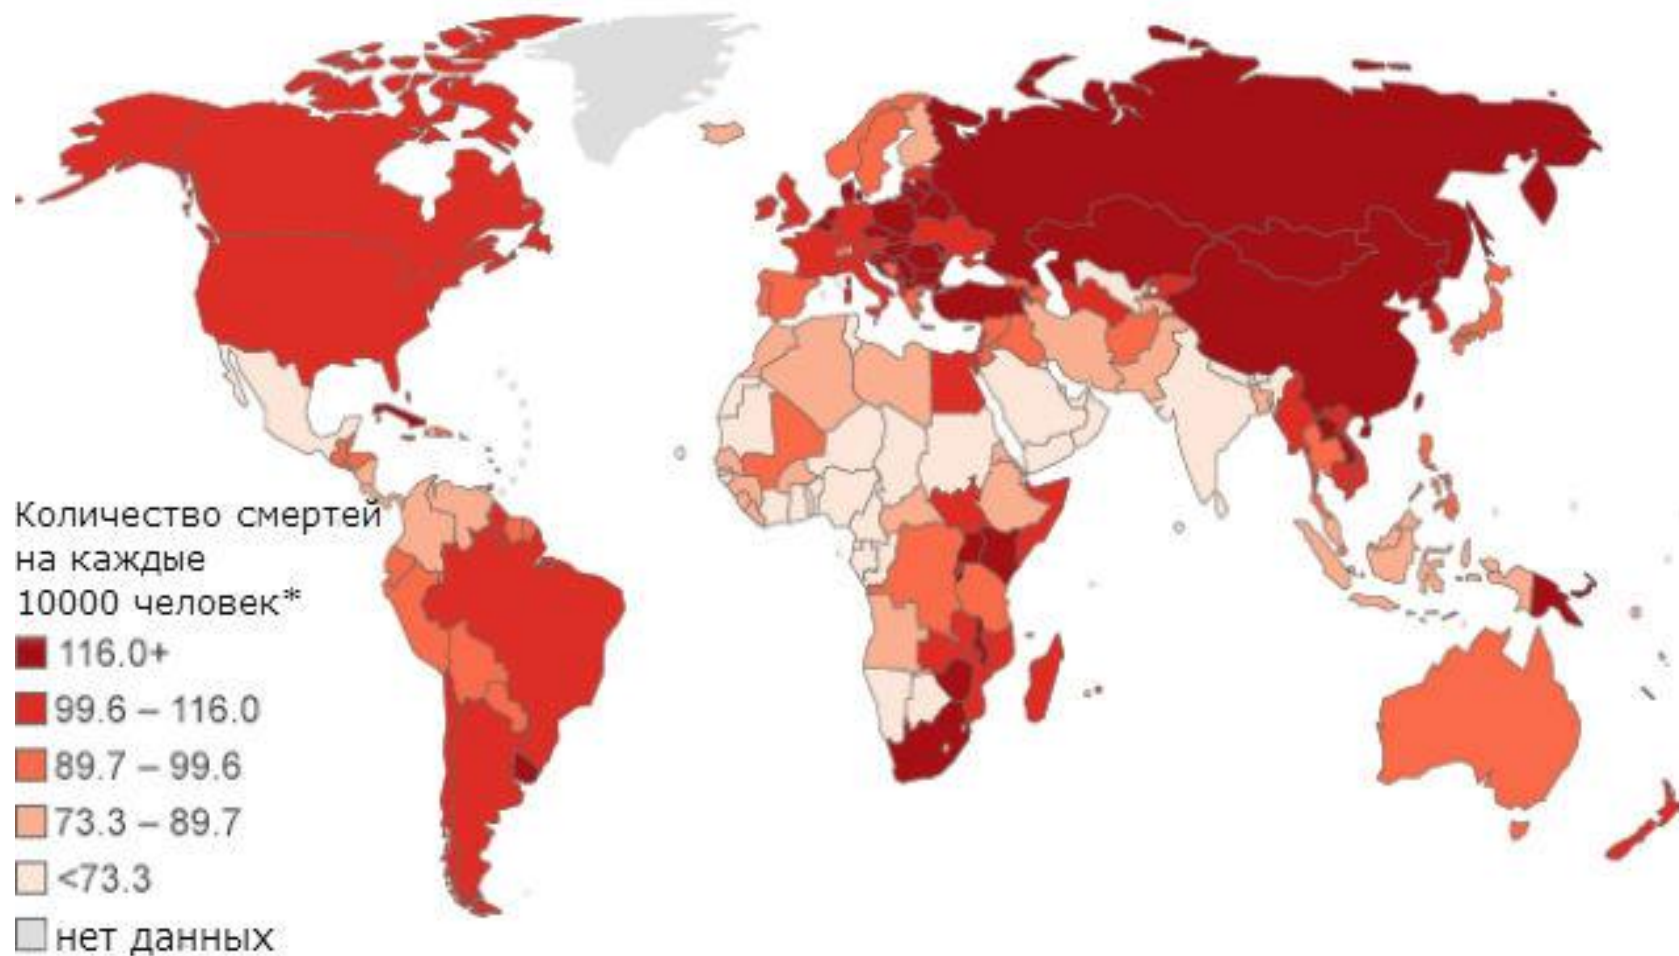 Количество смертей
на каждые
10000 человек*
116.0+
99.6 – 116.0
89.7 – 99.6
73.3 – 89.7
<73.3
нет данных